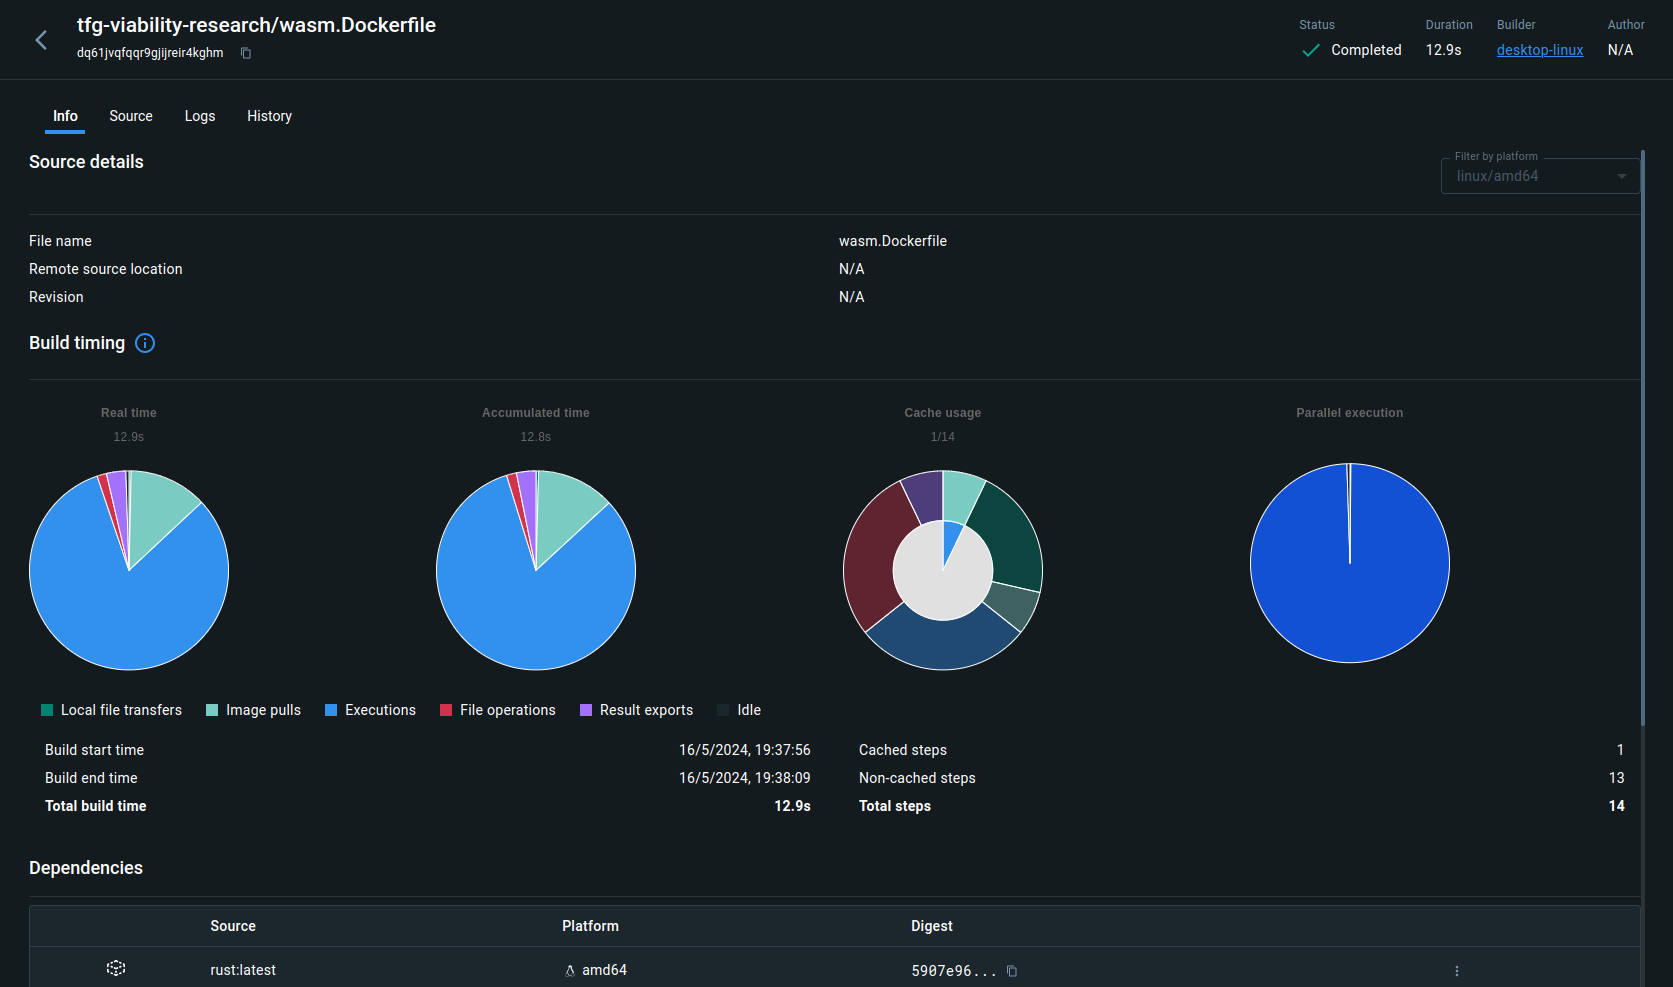 tfg-viability-research/wasm.Dockerfile
dq61jvqfqqr9gjijreir4kghm
Status Duration Builder Author
Completed 12.9s desktop-linux N/A
Info Source Logs History
Source details
Filter by platform
linux/amd64
File name wasm.Dockerfile
Remote source location N/A
Revision N/A
Build timing
Real time Accumulated time Cache usage Parallel execution
12.9s 12.8s 1/14
Local file transfers Image pulls Executions File operations Result exports Idle
Build start time 16/5/2024, 19:37:56 Cached steps 1
Build end time 16/5/2024, 19:38:09 Non-cached steps 13
Total build time 12.9s Total steps 14
Dependencies
Source Platform Digest
rust:latest amd64 5907e96...